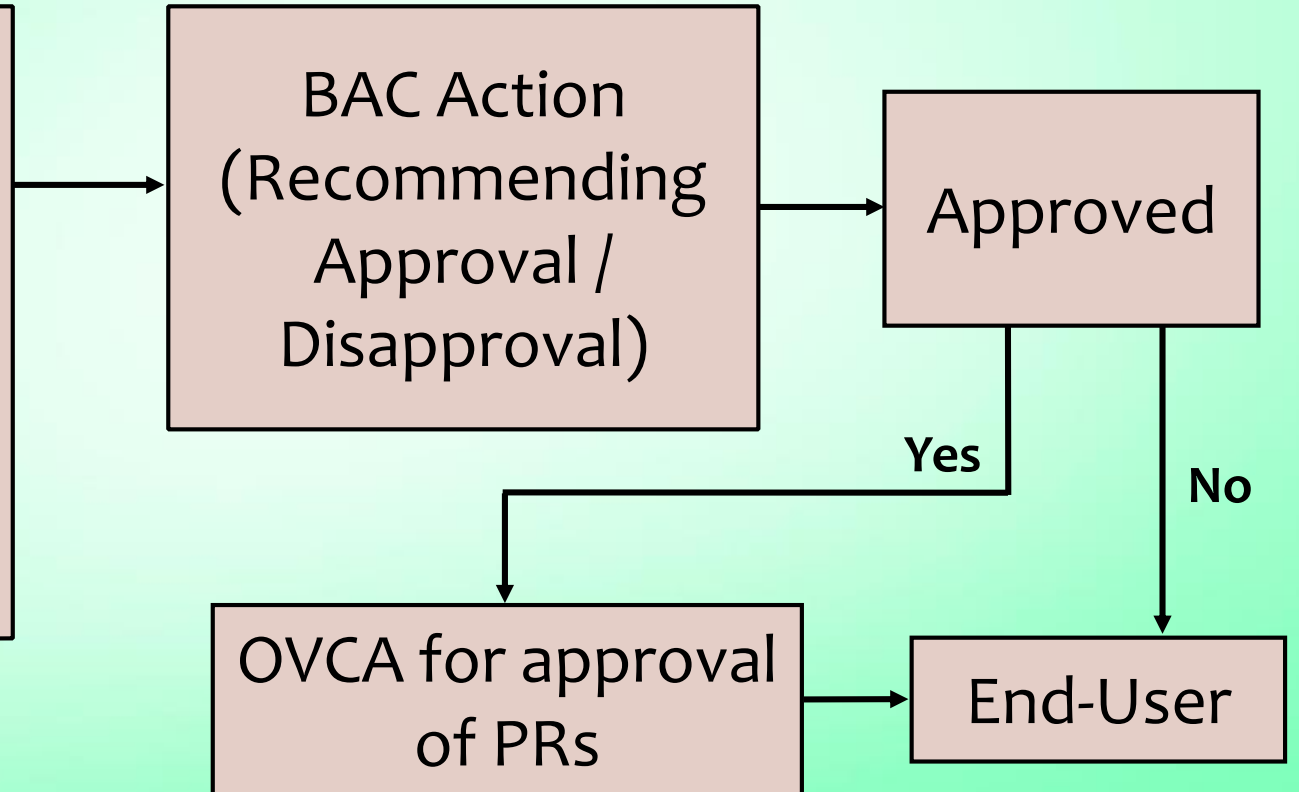 BAC Action
(Recommending
Approval /
Disapproval)
Approved
Yes
No
OVCA for approval
of PRs
End-User